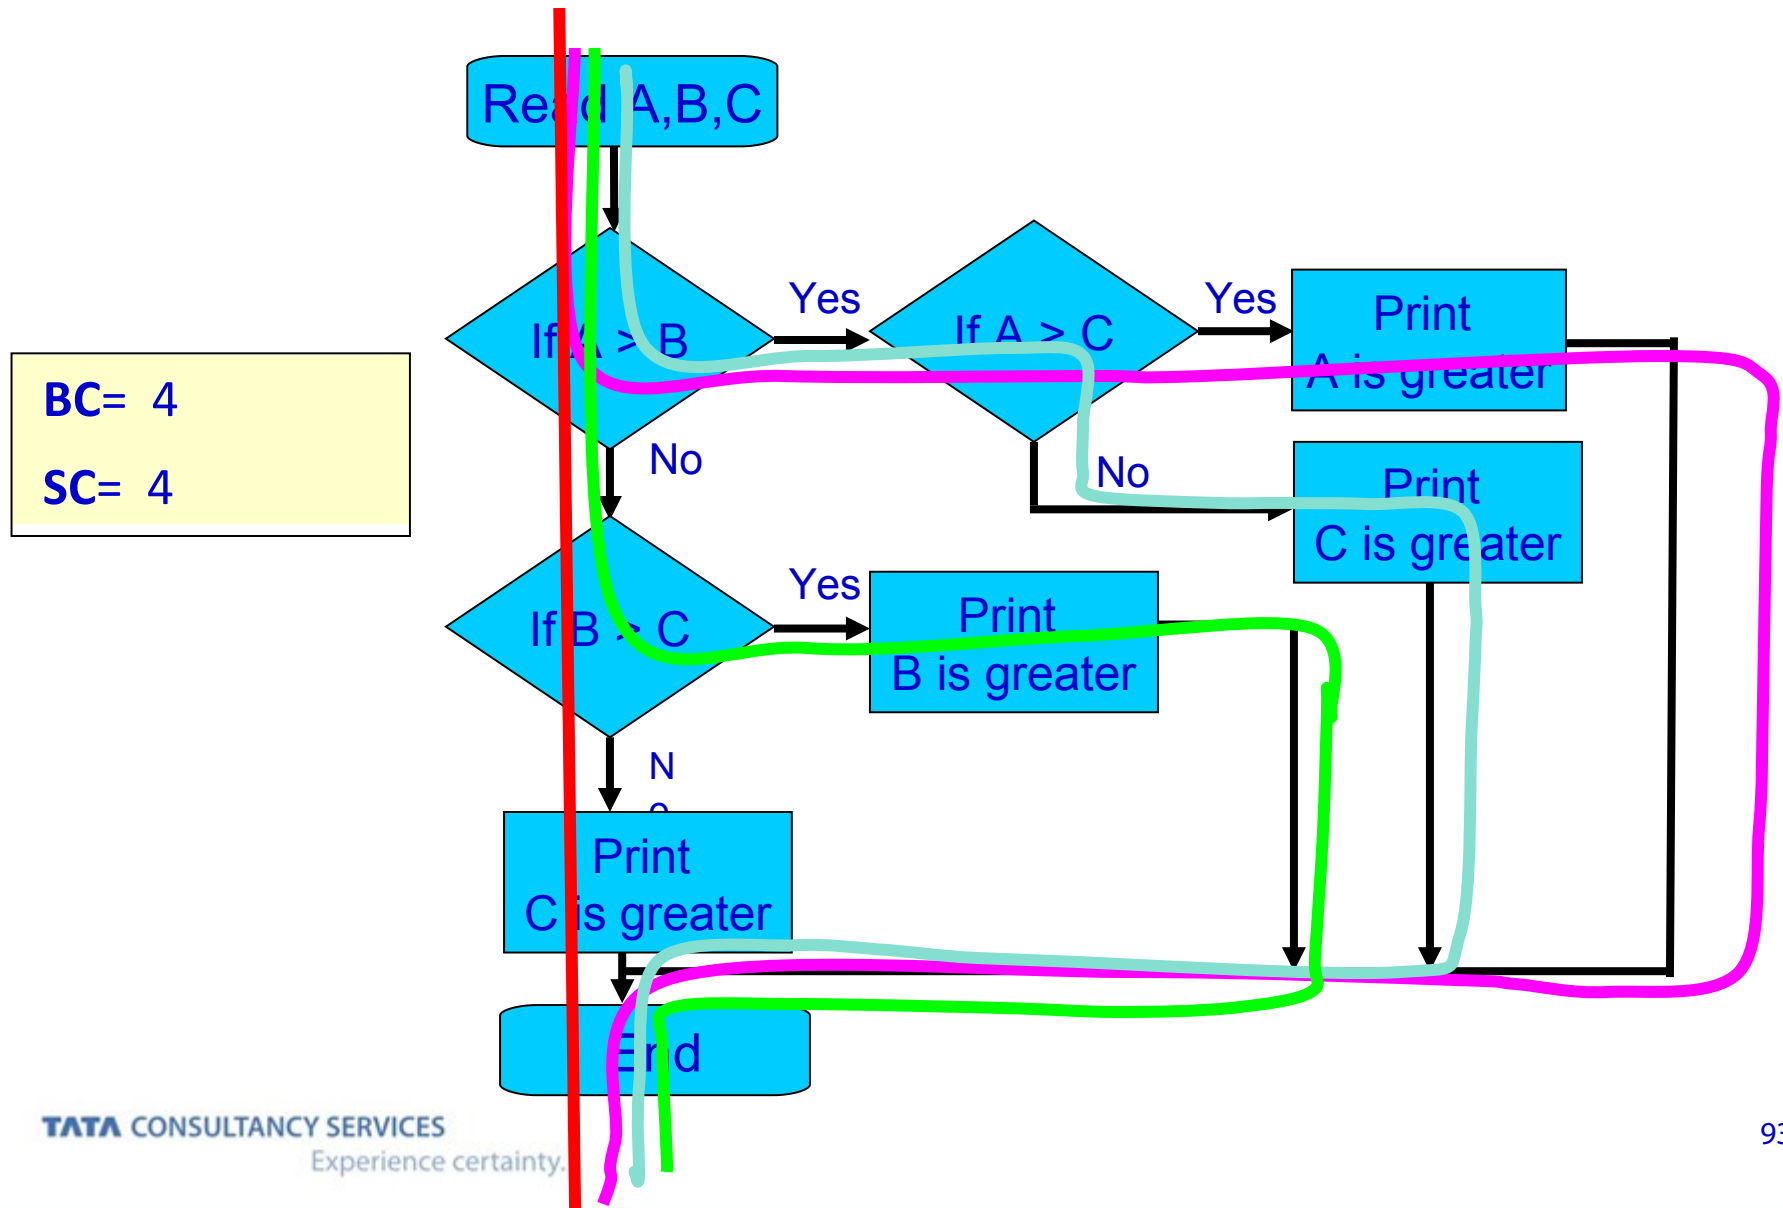 Read A,B,C
If A > B
Yes
If A > C
Yes
Print
A is greater
BC= 4
SC= 4
No
No
Print
C is greater
If B > C
Yes
Print
B is greater
No
Print
C is greater
End
TATA CONSULTANCY SERVICES
Experience certainty.
93